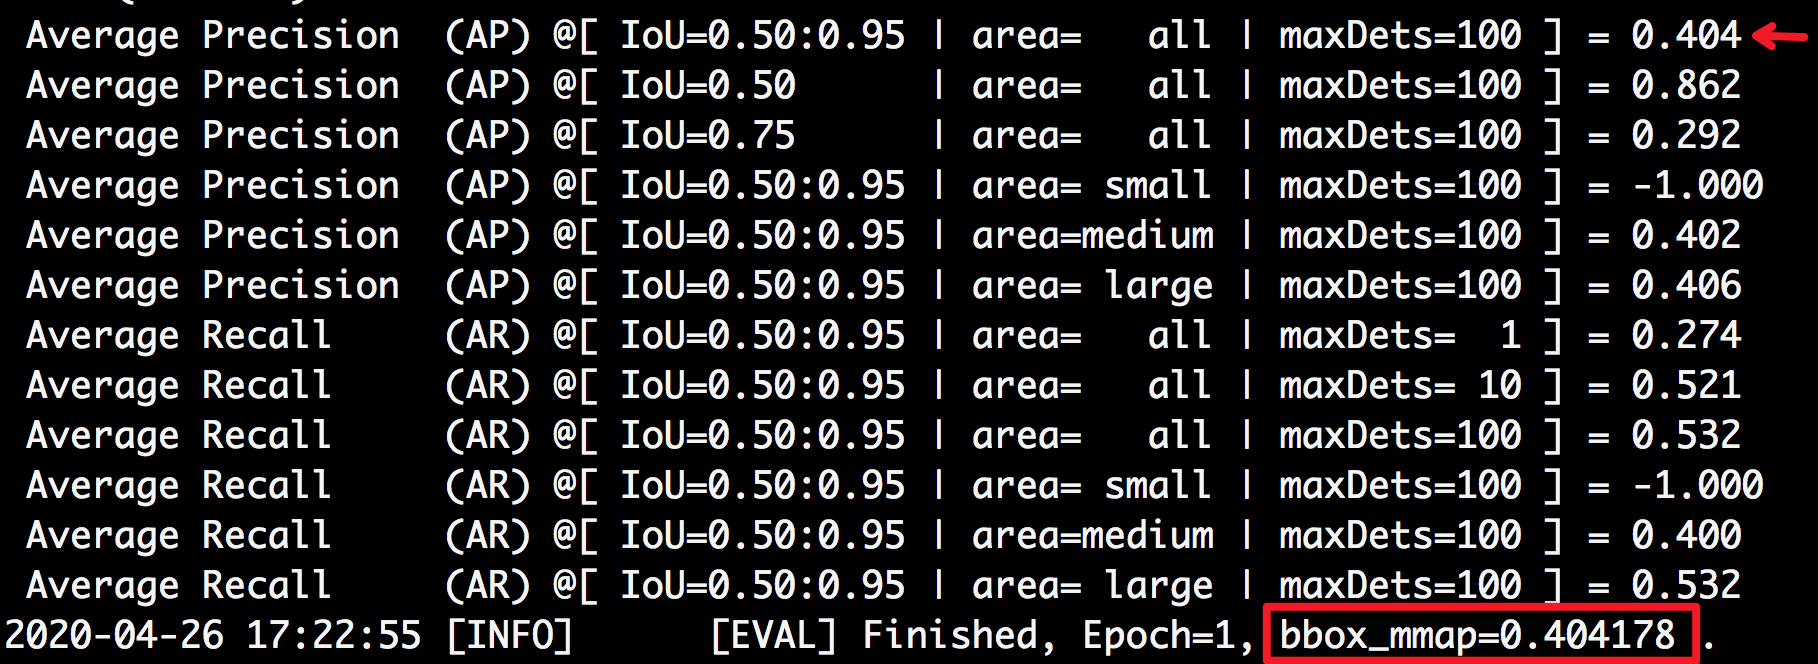 Average Precision  (AP) @[ IoU=0.50:0.95 | area=   all | maxDets=100 ] = 0.404
Average Precision  (AP) @[ IoU=0.50      | area=   all | maxDets=100 ] = 0.862
Average Precision  (AP) @[ IoU=0.75      | area=   all | maxDets=100 ] = 0.292
Average Precision  (AP) @[ IoU=0.50:0.95 | area= small | maxDets=100 ] = -1.000
Average Precision  (AP) @[ IoU=0.50:0.95 | area=medium | maxDets=100 ] = 0.402
Average Precision  (AP) @[ IoU=0.50:0.95 | area= large | maxDets=100 ] = 0.406
Average Recall     (AR) @[ IoU=0.50:0.95 | area=   all | maxDets=  1 ] = 0.274
Average Recall     (AR) @[ IoU=0.50:0.95 | area=   all | maxDets= 10 ] = 0.521
Average Recall     (AR) @[ IoU=0.50:0.95 | area=   all | maxDets=100 ] = 0.532
Average Recall     (AR) @[ IoU=0.50:0.95 | area= small | maxDets=100 ] = -1.000
Average Recall     (AR) @[ IoU=0.50:0.95 | area=medium | maxDets=100 ] = 0.400
Average Recall     (AR) @[ IoU=0.50:0.95 | area= large | maxDets=100 ] = 0.532
2020-04-26 17:22:55 [INFO]      [EVAL] Finished, Epoch=1, bbox_mmap=0.404178 .